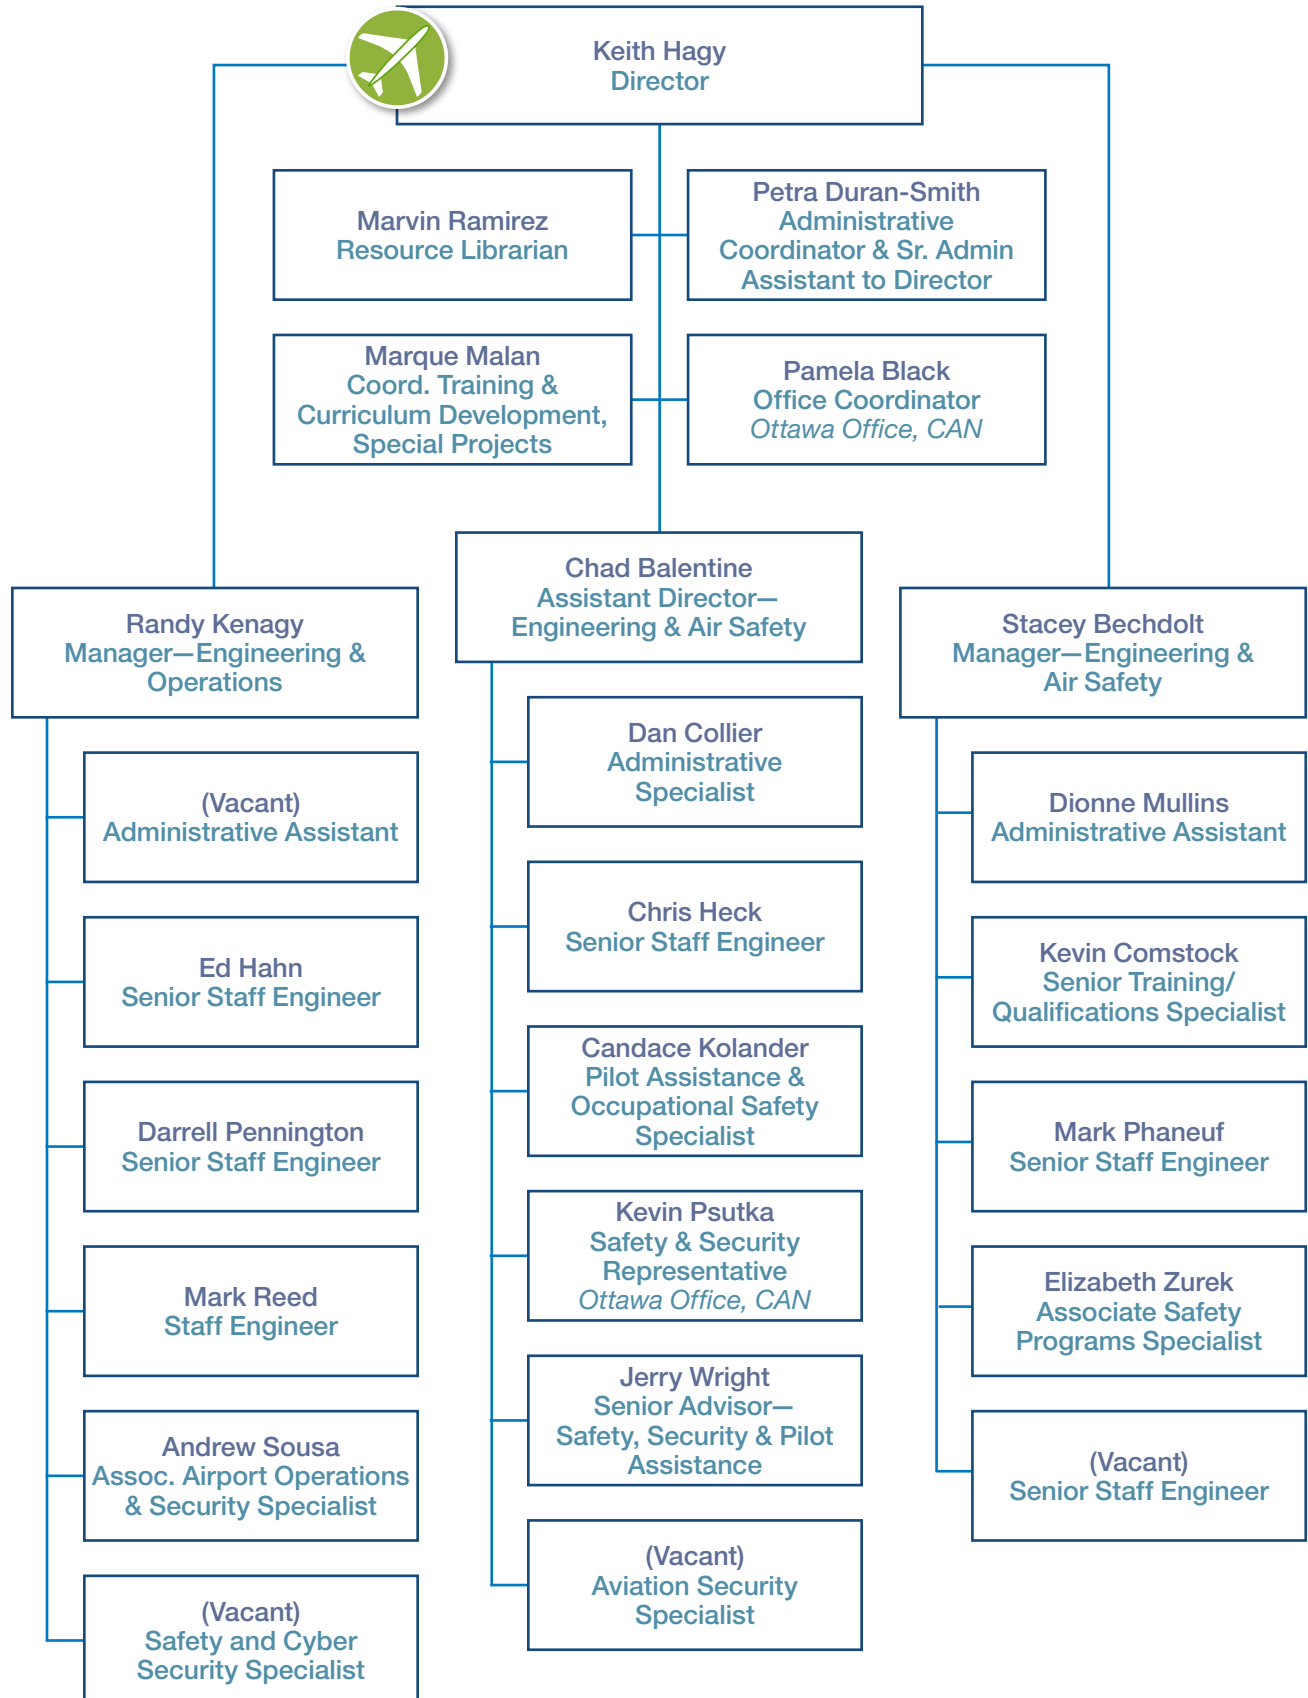 Keith Hagy
Director
Marvin Ramirez
Resource Librarian
Petra Duran-Smith
Administrative
Coordinator & Sr. Admin
Assistant to Director
Marque Malan
Coord. Training &
Curriculum Development,
Special Projects
Pamela Black
Office Coordinator
Ottawa Office, CAN
Randy Kenagy
Manager—Engineering &
Operations
(Vacant)
Administrative Assistant
Ed Hahn
Senior Staff Engineer
Darrell Pennington
Senior Staff Engineer
Mark Reed
Staff Engineer
Andrew Sousa
Assoc. Airport Operations
& Security Specialist
(Vacant)
Safety and Cyber
Security Specialist
Chad Balentine
Assistant Director—
Engineering & Air Safety
Dan Collier
Administrative
Specialist
Chris Heck
Senior Staff Engineer
Candace Kolander
Pilot Assistance &
Occupational Safety
Specialist
Kevin Psutka
Safety & Security
Representative
Ottawa Office, CAN
Jerry Wright
Senior Advisor—
Safety, Security & Pilot
Assistance
(Vacant)
Aviation Security
Specialist
Stacey Bechdolt
Manager—Engineering &
Air Safety
Dionne Mullins
Administrative Assistant
Kevin Comstock
Senior Training/
Qualifications Specialist
Mark Phaneuf
Senior Staff Engineer
Elizabeth Zurek
Associate Safety
Programs Specialist
(Vacant)
Senior Staff Engineer